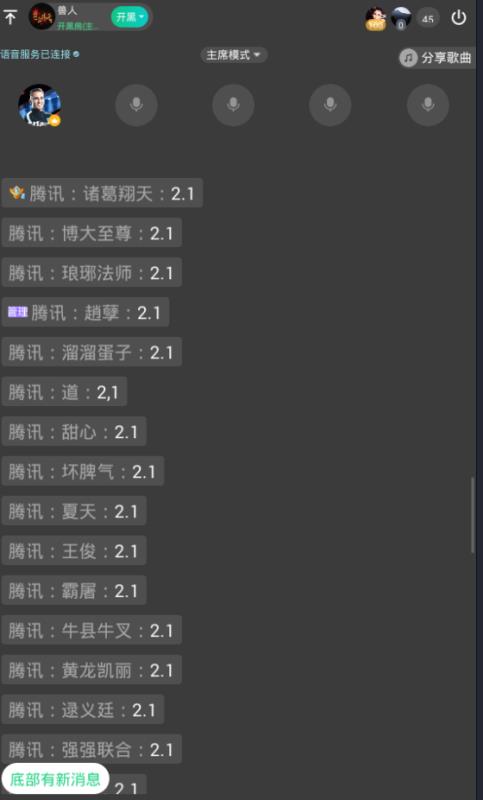 兽人
开黑房(主...
开黑
45
0
语音服务已连接
主席模式
分享歌曲
腾讯：诸葛翔天：2.1
腾讯：博大至尊：2.1
腾讯：琅琊法师：2.1
管理 腾讯：趙孽：2.1
腾讯：溜溜蛋子：2.1
腾讯：道：2,1
腾讯：甜心：2.1
腾讯：坏脾气：2.1
腾讯：夏天：2.1
腾讯：王俊：2.1
腾讯：霸屠：2.1
腾讯：牛县牛叉：2.1
腾讯：黄龙凯丽：2.1
腾讯：逯义廷：2.1
腾讯：强强联合：2.1
底部有新消息
2.1